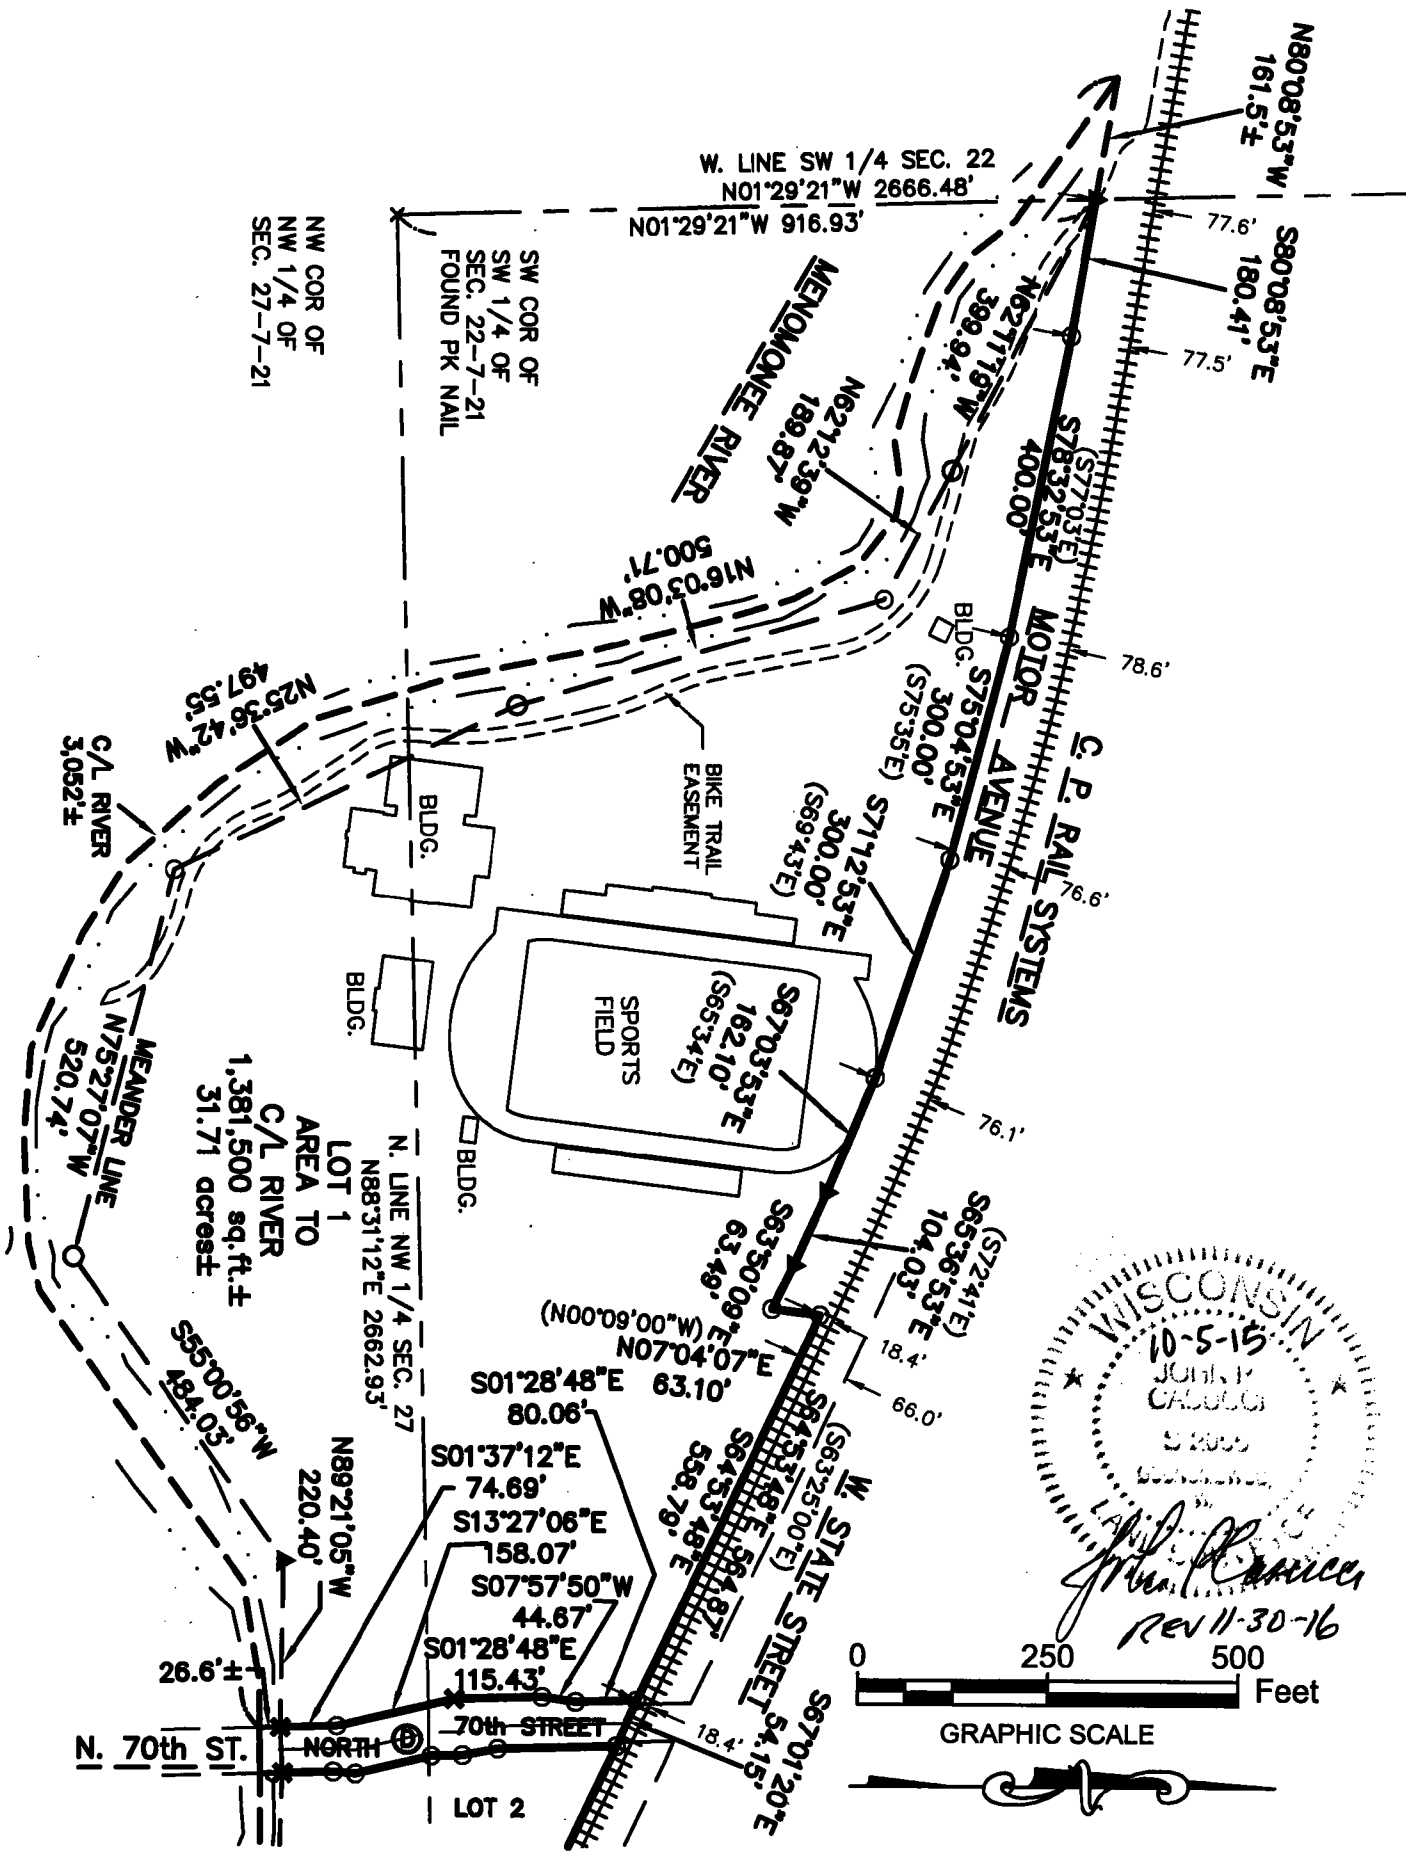 N80°08'53"W
161.5'±
W. LINE SW 1/4 SEC. 22
N01°29'21"W 2666.48'
N01°29'21"W 916.93'
77.6'
S80°08'53"E
180.41'
77.5'
NW COR OF
NW 1/4 OF
SEC. 27-7-21
SW COR OF
SW 1/4 OF
SEC. 22-7-21
FOUND PK NAIL
MENOMONEE RIVER
N62°11'19"W
399.94'
N62°12'39"W
189.87'
(S77°03'E)
S78°32'53"E
400.00'
N16°03'08"W
500.71'
BLDG.
MOTOR AVENUE
78.6'
S75°04'53"E
300.00'
(S75°35'E)
C. P. RAIL SYSTEMS
N25°36'42"W
497.55'
C/L RIVER
3,052'±
BLDG.
BIKE TRAIL
EASEMENT
S71°12'53"E
300.00'
(S69°43'E)
76.6'
BLDG.
SPORTS
FIELD
S67°03'53"E
162.10'
(S65°34'E)
76.1'
MEANDER LINE
N75°27'07"W
520.74'
LOT 1
AREA TO
C/L RIVER
1,381,500 sq.ft.±
31.71 acres±
BLDG.
N. LINE NW 1/4 SEC. 27
N88°31'12"E 2662.93'
S63°50'09"E
63.49'
(S72°41'E)
S65°36'53"E
104.03'
(N00°09'00"W)
N07°04'07"E
63.10'
18.4'
66.0'
WISCONSIN
10-5-15
JOHN P.
CASUCCI
REV 11-30-16
S55°00'56"W
484.03'
N89°21'05"W
220.40'
S01°28'48"E
80.06'
S01°37'12"E
74.69'
S13°27'06"E
158.07'
S07°57'50"W
44.67'
S01°28'48"E
115.43'
(S63°25'00"E)
S64°53'48"E 564.87'
S64°53'48"E
558.79'
W. STATE STREET
S67°01'20"E
54.15'
18.4'
26.6'±
N. 70th ST.
NORTH 70th STREET
LOT 2
0 250 500
Feet
GRAPHIC SCALE